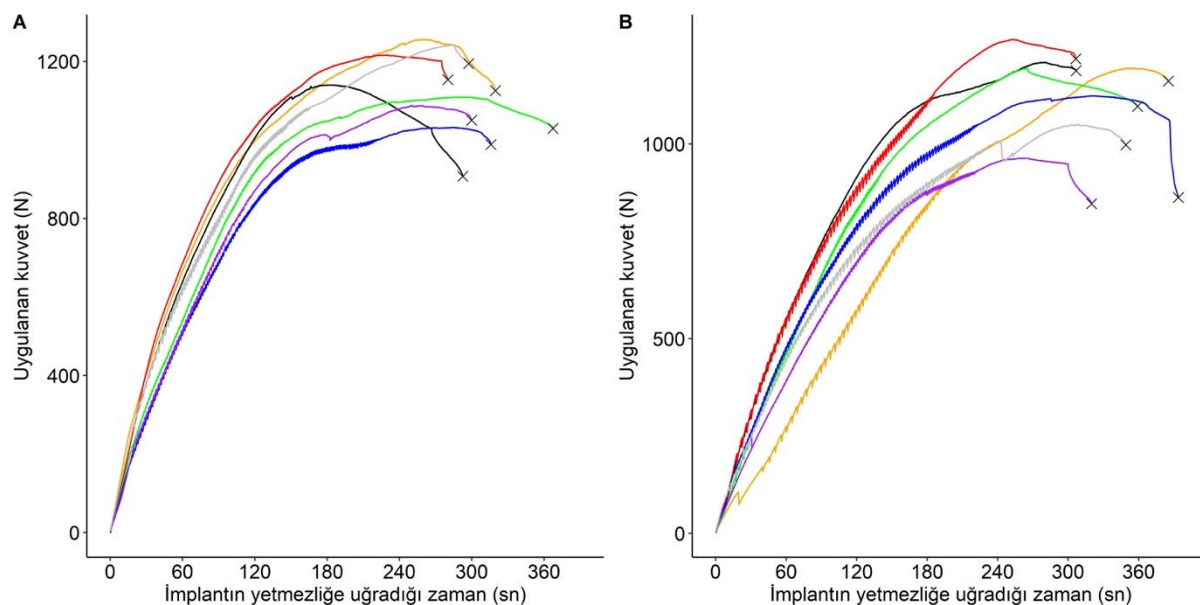 A
Uygulanan kuvvet (N)
1200
800
400
0
0 60 120 180 240 300 360
İmplantın yetmezliğe uğradığı zaman (sn)
B
Uygulanan kuvvet (N)
1000
500
0
0 60 120 180 240 300 360
İmplantın yetmezliğe uğradığı zaman (sn)